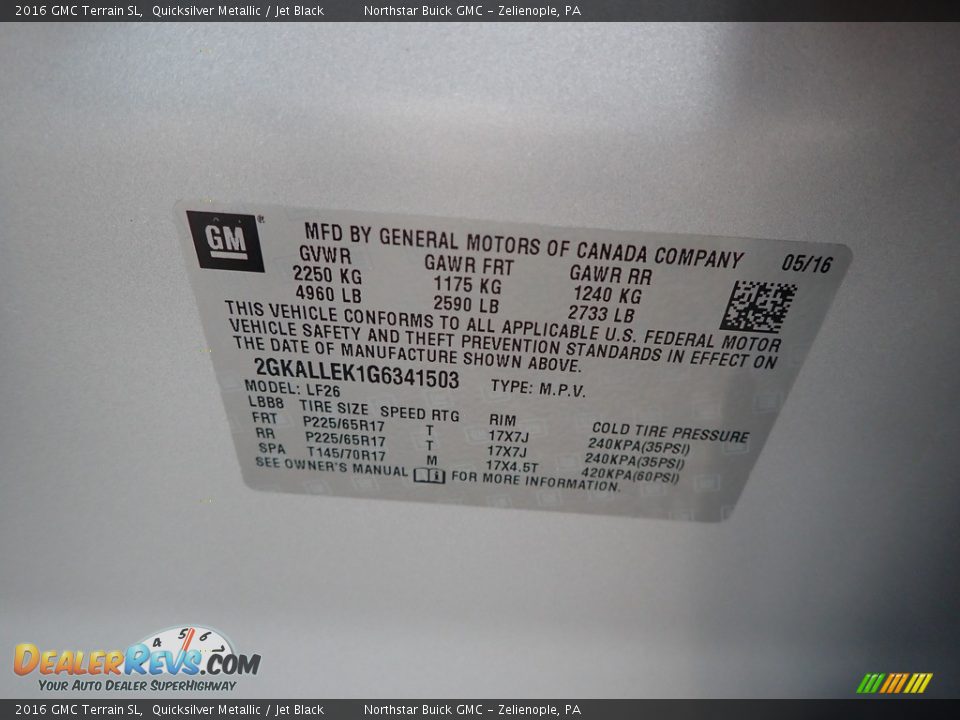 2016 GMC Terrain SL, Quicksilver Metallic / Jet Black Northstar Buick GMC – Zelienople, PA
GM®
MFD BY GENERAL MOTORS OF CANADA COMPANY 05/16
GVWR GAWR FRT GAWR RR
2250 KG 1175 KG 1240 KG
4960 LB 2590 LB 2733 LB
THIS VEHICLE CONFORMS TO ALL APPLICABLE U.S. FEDERAL MOTOR
VEHICLE SAFETY AND THEFT PREVENTION STANDARDS IN EFFECT ON
THE DATE OF MANUFACTURE SHOWN ABOVE.
2GKALLEK1G6341503 TYPE: M.P.V.
MODEL: LF26
LBB8 TIRE SIZE SPEED RTG RIM COLD TIRE PRESSURE
FRT P225/65R17 T 17X7J 240KPA(35PSI)
RR P225/65R17 T 17X7J 240KPA(35PSI)
SPA T145/70R17 M 17X4.5T 420KPA(60PSI)
SEE OWNER'S MANUAL i FOR MORE INFORMATION.
4 5 6 7
DEALERREVS.COM
YOUR AUTO DEALER SUPERHIGHWAY
2016 GMC Terrain SL, Quicksilver Metallic / Jet Black Northstar Buick GMC – Zelienople, PA